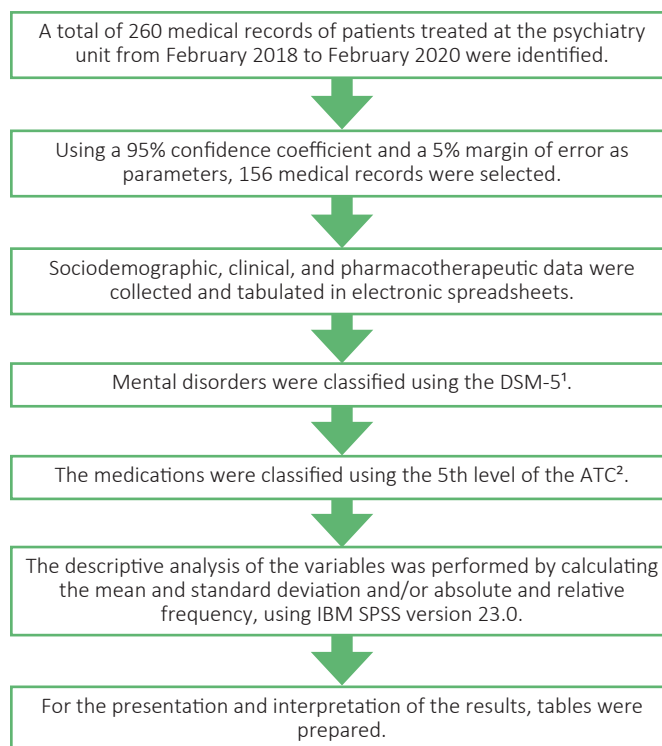 A total of 260 medical records of patients treated at the psychiatry
unit from February 2018 to February 2020 were identified.
Using a 95% confidence coefficient and a 5% margin of error as
parameters, 156 medical records were selected.
Sociodemographic, clinical, and pharmacotherapeutic data were
collected and tabulated in electronic spreadsheets.
Mental disorders were classified using the DSM-5¹.
The medications were classified using the 5th level of the ATC².
The descriptive analysis of the variables was performed by calculating
the mean and standard deviation and/or absolute and relative
frequency, using IBM SPSS version 23.0.
For the presentation and interpretation of the results, tables were
prepared.